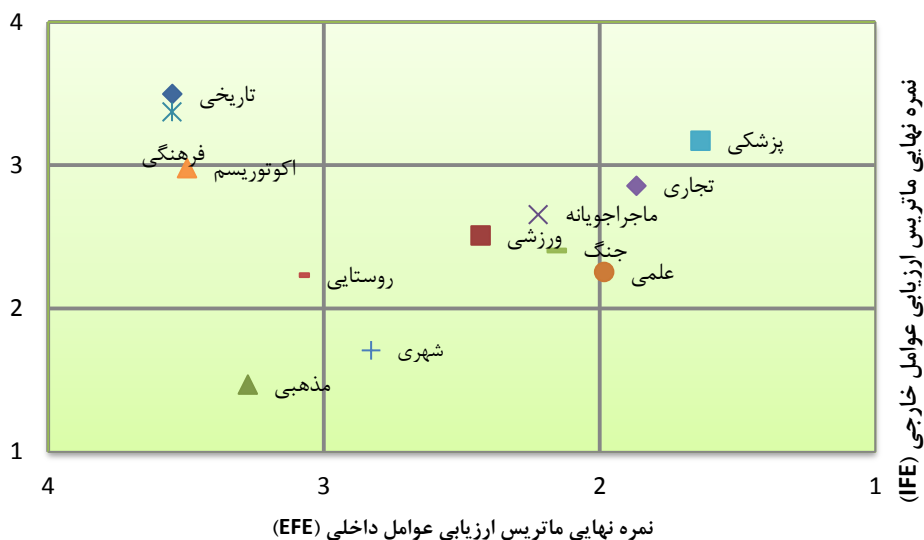 4
تاریخی
پزشکی
3
فرهنگی
اکوتوریسم
تجاری
ماجراجویانه
ورزشی
جنگ
علمی
روستایی
2
شهری
مذهبی
1
4 3 2 1
نمره نهایی ماتریس ارزیابی عوامل داخلی (EFE)
نمره نهایی ماتریس ارزیابی عوامل خارجی (IFE)